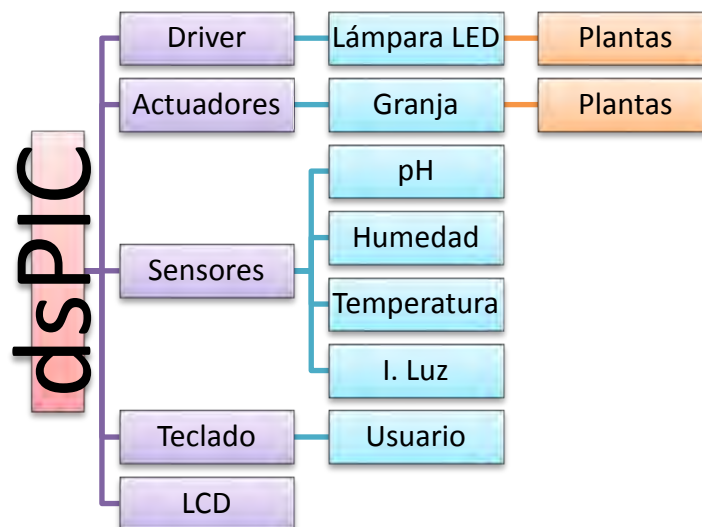 dsPIC
Driver
Lámpara LED
Plantas
Actuadores
Granja
Plantas
Sensores
pH
Humedad
Temperatura
I. Luz
Teclado
Usuario
LCD